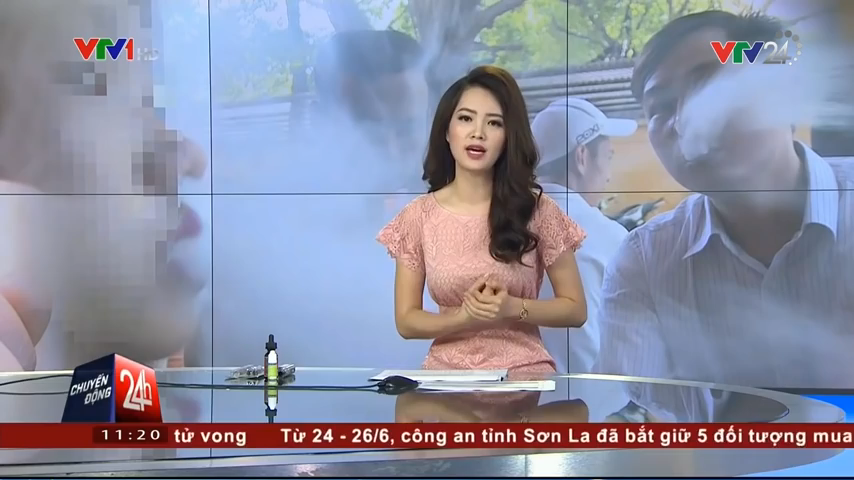 VTV1 HD
VTV24
PEXI
CHUYỂN
ĐỘNG
24h
11:20 tử vong Từ 24 - 26/6, công an tỉnh Sơn La đã bắt giữ 5 đối tượng mua